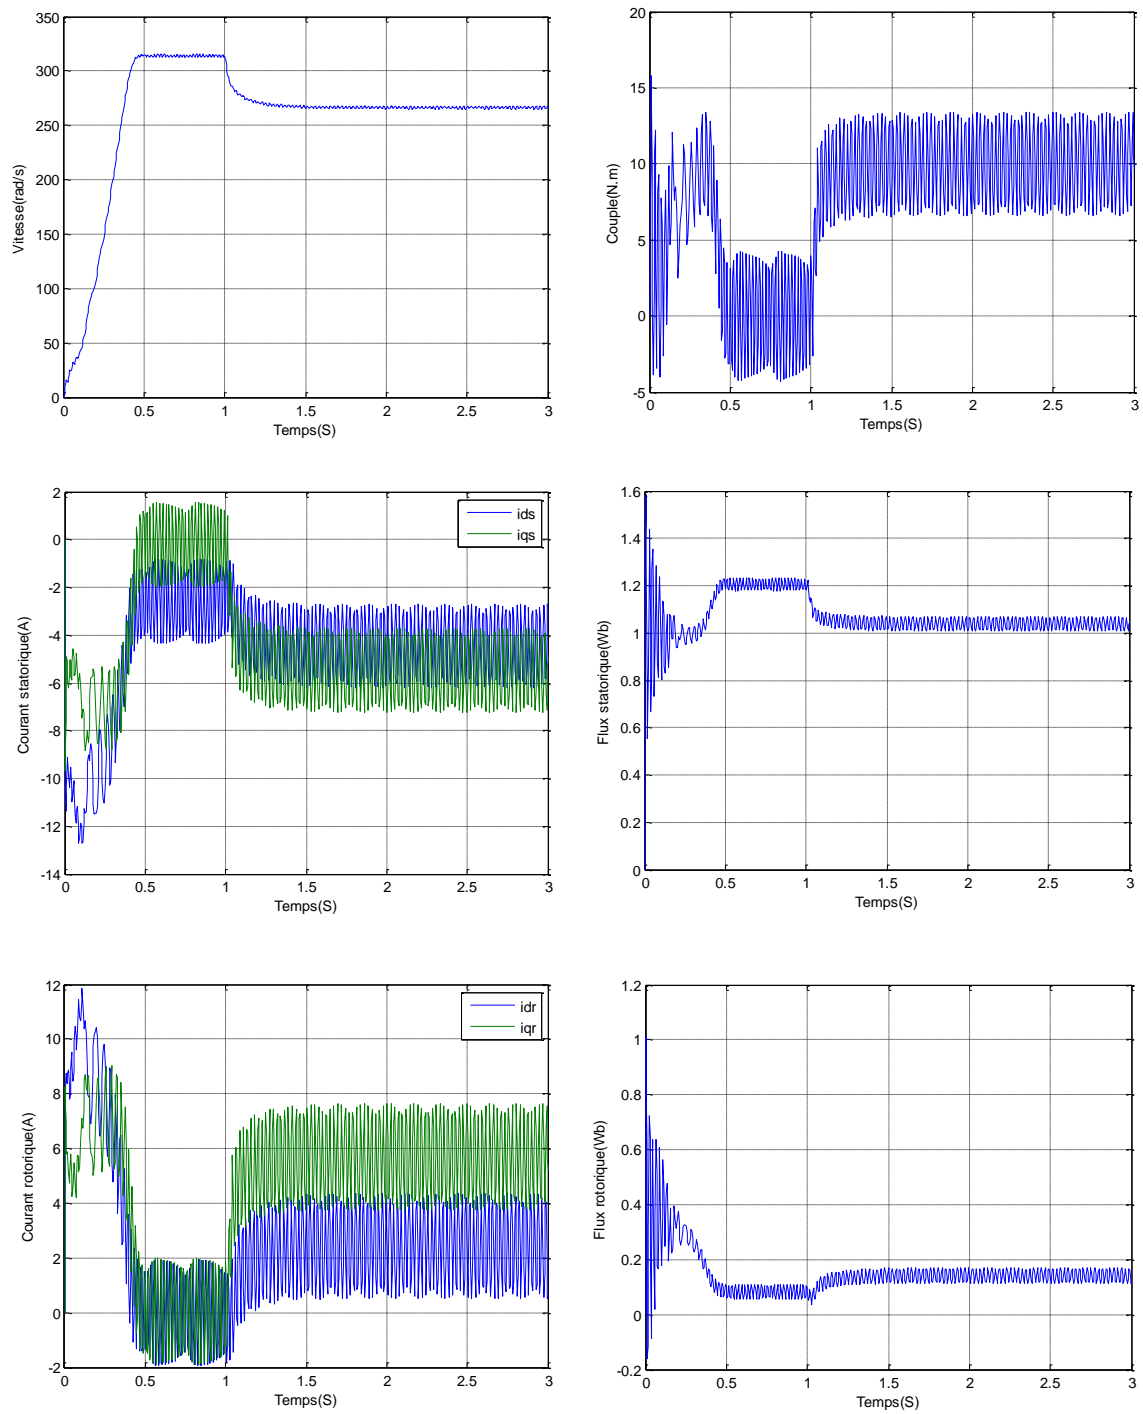 350
300
250
200
150
100
50
0
Vitesse(rad/s)
0 0.5 1 1.5 2 2.5 3
Temps(S)
20
15
10
5
0
-5
Couple(N.m)
0 0.5 1 1.5 2 2.5 3
Temps(S)
2
0
-2
-4
-6
-8
-10
-12
-14
Courant statorique(A)
ids
iqs
0 0.5 1 1.5 2 2.5 3
Temps(S)
1.6
1.4
1.2
1
0.8
0.6
0.4
0.2
0
Flux statorique(Wb)
0 0.5 1 1.5 2 2.5 3
Temps(S)
12
10
8
6
4
2
0
-2
Courant rotorique(A)
idr
iqr
0 0.5 1 1.5 2 2.5 3
Temps(S)
1.2
1
0.8
0.6
0.4
0.2
0
-0.2
Flux rotorique(Wb)
0 0.5 1 1.5 2 2.5 3
Temps(S)